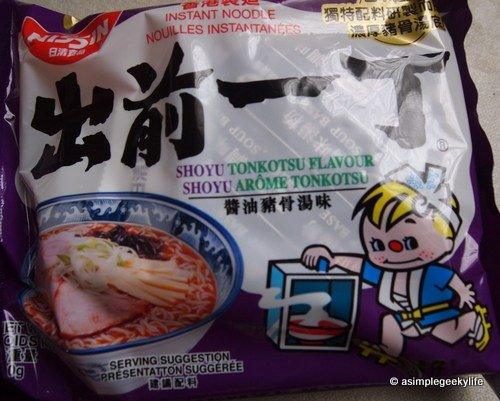 NISSIN
日清食品
香港製造
INSTANT NOODLE
NOUILLES INSTANTANÉES
獨特配料研製而
濃厚豬骨湯
出前一丁
®
SHOYU TONKOTSU FLAVOUR
SHOYU ARÔME TONKOTSU
醬油豬骨湯味
SERVING SUGGESTION
PRÉSENTATION SUGGÉRÉE
建議配料
0g
© asimplegeekylife